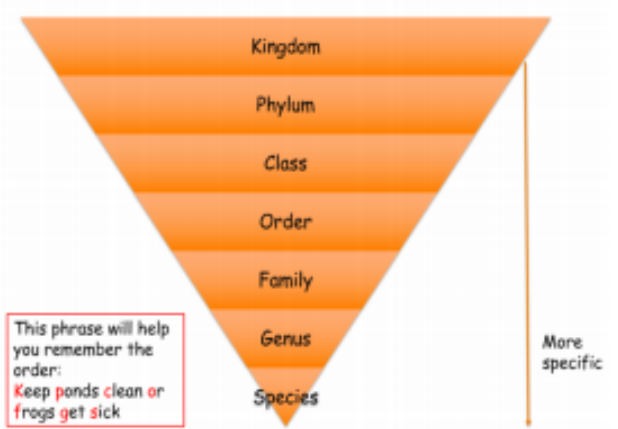 Kingdom
Phylum
Class
Order
Family
Genus
Species
This phrase will help
you remember the
order:
Keep ponds clean or
frogs get sick
More
specific